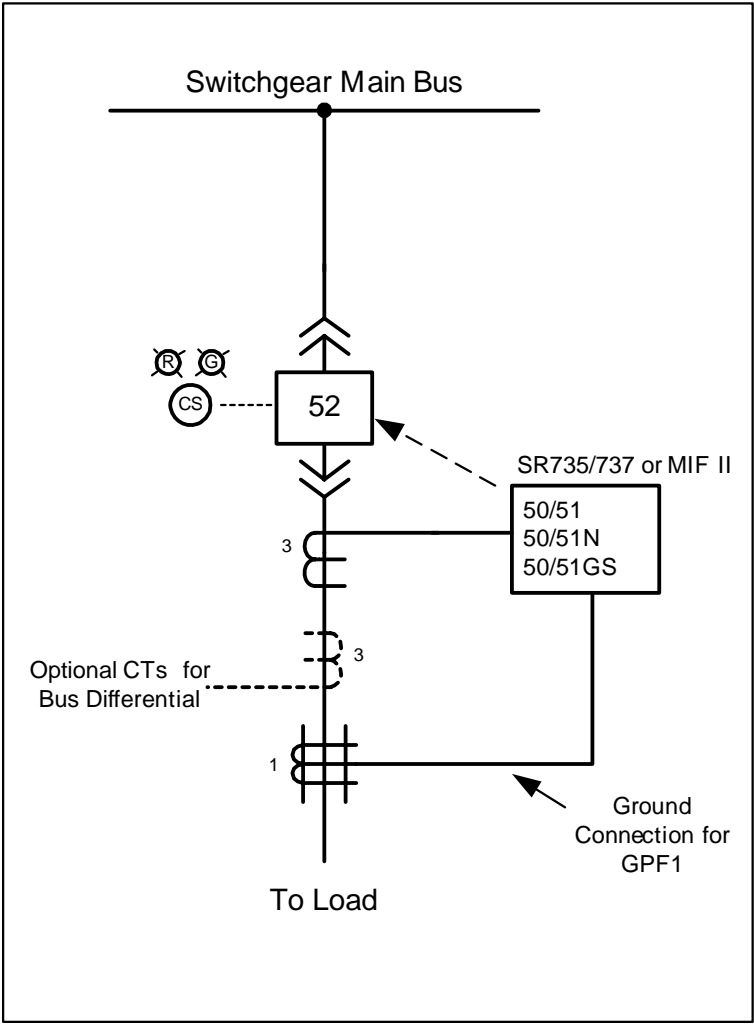 Switchgear Main Bus
R G
CS
52
SR735/737 or MIF II
50/51
50/51N
50/51GS
3
3
Optional CTs for
Bus Differential
1
Ground
Connection for
GPF1
To Load